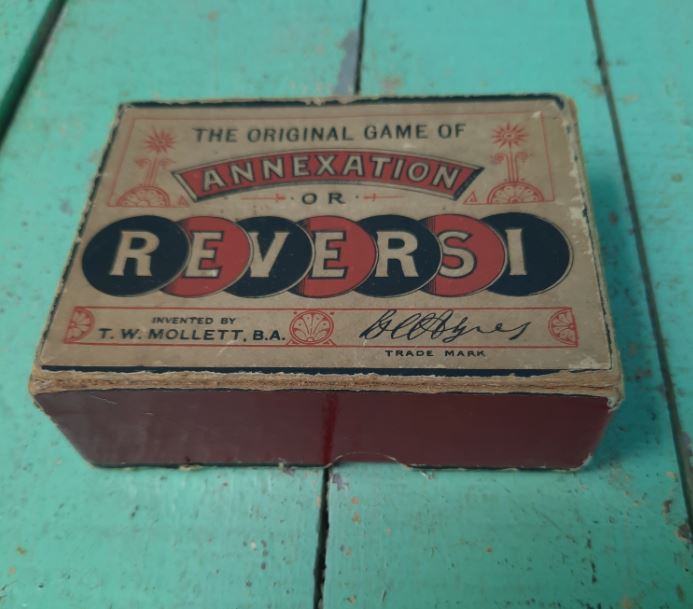 THE ORIGINAL GAME OF
ANNEXATION
· OR ·
REVERSI
INVENTED BY
T. W. MOLLETT, B.A.
TRADE MARK